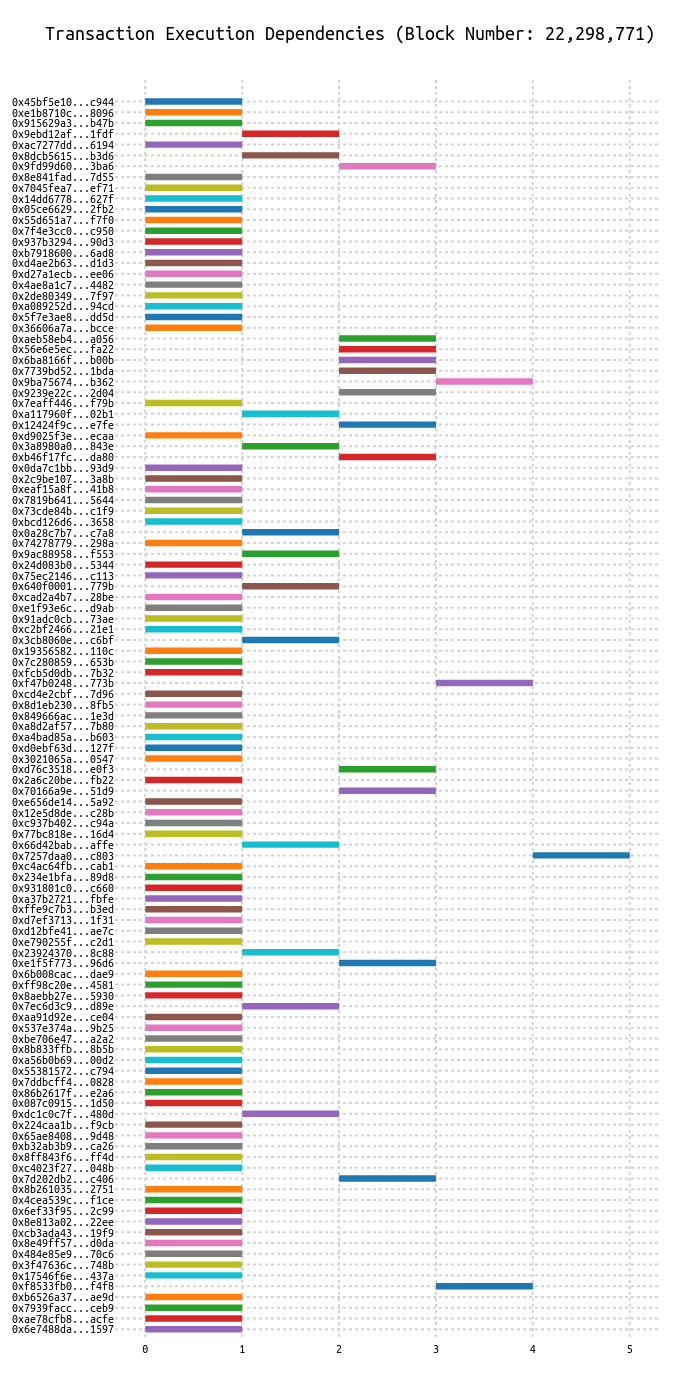 Transaction Execution Dependencies (Block Number: 22,298,771)
0x45bf5e10...c944
0xe1b8710c...8096
0x915629a3...b47b
0x9ebd12af...1fdf
0xac7277dd...6194
0x8dcb5615...b3d6
0x9fd99d60...3ba6
0x8e841fad...7d55
0x7045fea7...ef71
0x14dd6778...627f
0x05ce6629...2fb2
0x55d651a7...f7f0
0x7f4e3cc0...c950
0x937b3294...90d3
0xb7918600...6ad8
0xd4ae2b63...d1d3
0xd27a1ecb...ee06
0x4ae8a1c7...4482
0x2de80349...7f97
0xa089252d...94cd
0x5f7e3ae8...dd5d
0x36606a7a...bcce
0xaeb58eb4...a056
0x56e6e5ec...fa22
0x6ba8166f...b00b
0x7739bd52...1bda
0x9ba75674...b362
0x9239e22c...2d04
0x7eaff446...f79b
0xa117960f...02b1
0x12424f9c...e7fe
0xd9025f3e...ecaa
0x3a8980a0...843e
0xb46f17fc...da80
0x0da7c1bb...93d9
0x2c9be107...3a8b
0xeaf15a8f...41b8
0x7819b641...5644
0x73cde84b...c1f9
0xbcd126d6...3658
0x0a28c7b7...c7a8
0x74278779...298a
0x9ac88958...f553
0x24d083b0...5344
0x75ec2146...c113
0x640f0001...779b
0xcad2a4b7...28be
0xe1f93e6c...d9ab
0x91adc0cb...73ae
0xc2bf2466...21e1
0x3cb8060e...c6bf
0x19356582...110c
0x7c280859...653b
0xfcb5d0db...7b32
0xf47b0248...773b
0xcd4e2cbf...7d96
0x8d1eb230...8fb5
0x849666ac...1e3d
0xa8d2af57...7b80
0xa4bad85a...b603
0xd0ebf63d...127f
0x3021065a...0547
0xd76c3518...e0f3
0x2a6c20be...fb22
0x70166a9e...51d9
0xe656de14...5a92
0x12e5d8de...c28b
0xc937b402...c94a
0x77bc818e...16d4
0x66d42bab...affe
0x7257daa0...c803
0xc4ac64fb...cab1
0x234e1bfa...89d8
0x931801c0...c660
0xa37b2721...fbfe
0xffe9c7b3...b3ed
0xd7ef3713...1f31
0xd12bfe41...ae7c
0xe790255f...c2d1
0x23924370...8c88
0xe1f5f773...96d6
0x6b008cac...dae9
0xff98c20e...4581
0x8aebb27e...5930
0x7ec6d3c9...d89e
0xaa91d92e...ce04
0x537e374a...9b25
0xbe706e47...a2a2
0x8b833ffb...8b5b
0xa56b0b69...00d2
0x55381572...c794
0x7ddbcff4...0828
0x86b2617f...e2a6
0x087c0915...1d50
0xdc1c0c7f...480d
0x224caa1b...f9cb
0x65ae8408...9d48
0xb32ab3b9...ca26
0x8ff843f6...ff4d
0xc4023f27...048b
0x7d202db2...c406
0x8b261035...2751
0x4cea539c...f1ce
0x6ef33f95...2c99
0x8e813a02...22ee
0xcb3ada43...19f9
0x8e49ff57...d0da
0x484e85e9...70c6
0x3f47636c...748b
0x17546f6e...437a
0xf8533fb0...f4f8
0xb6526a37...ae9d
0x7939facc...ceb9
0xae78cfb8...acfe
0x6e7488da...1597
0 1 2 3 4 5